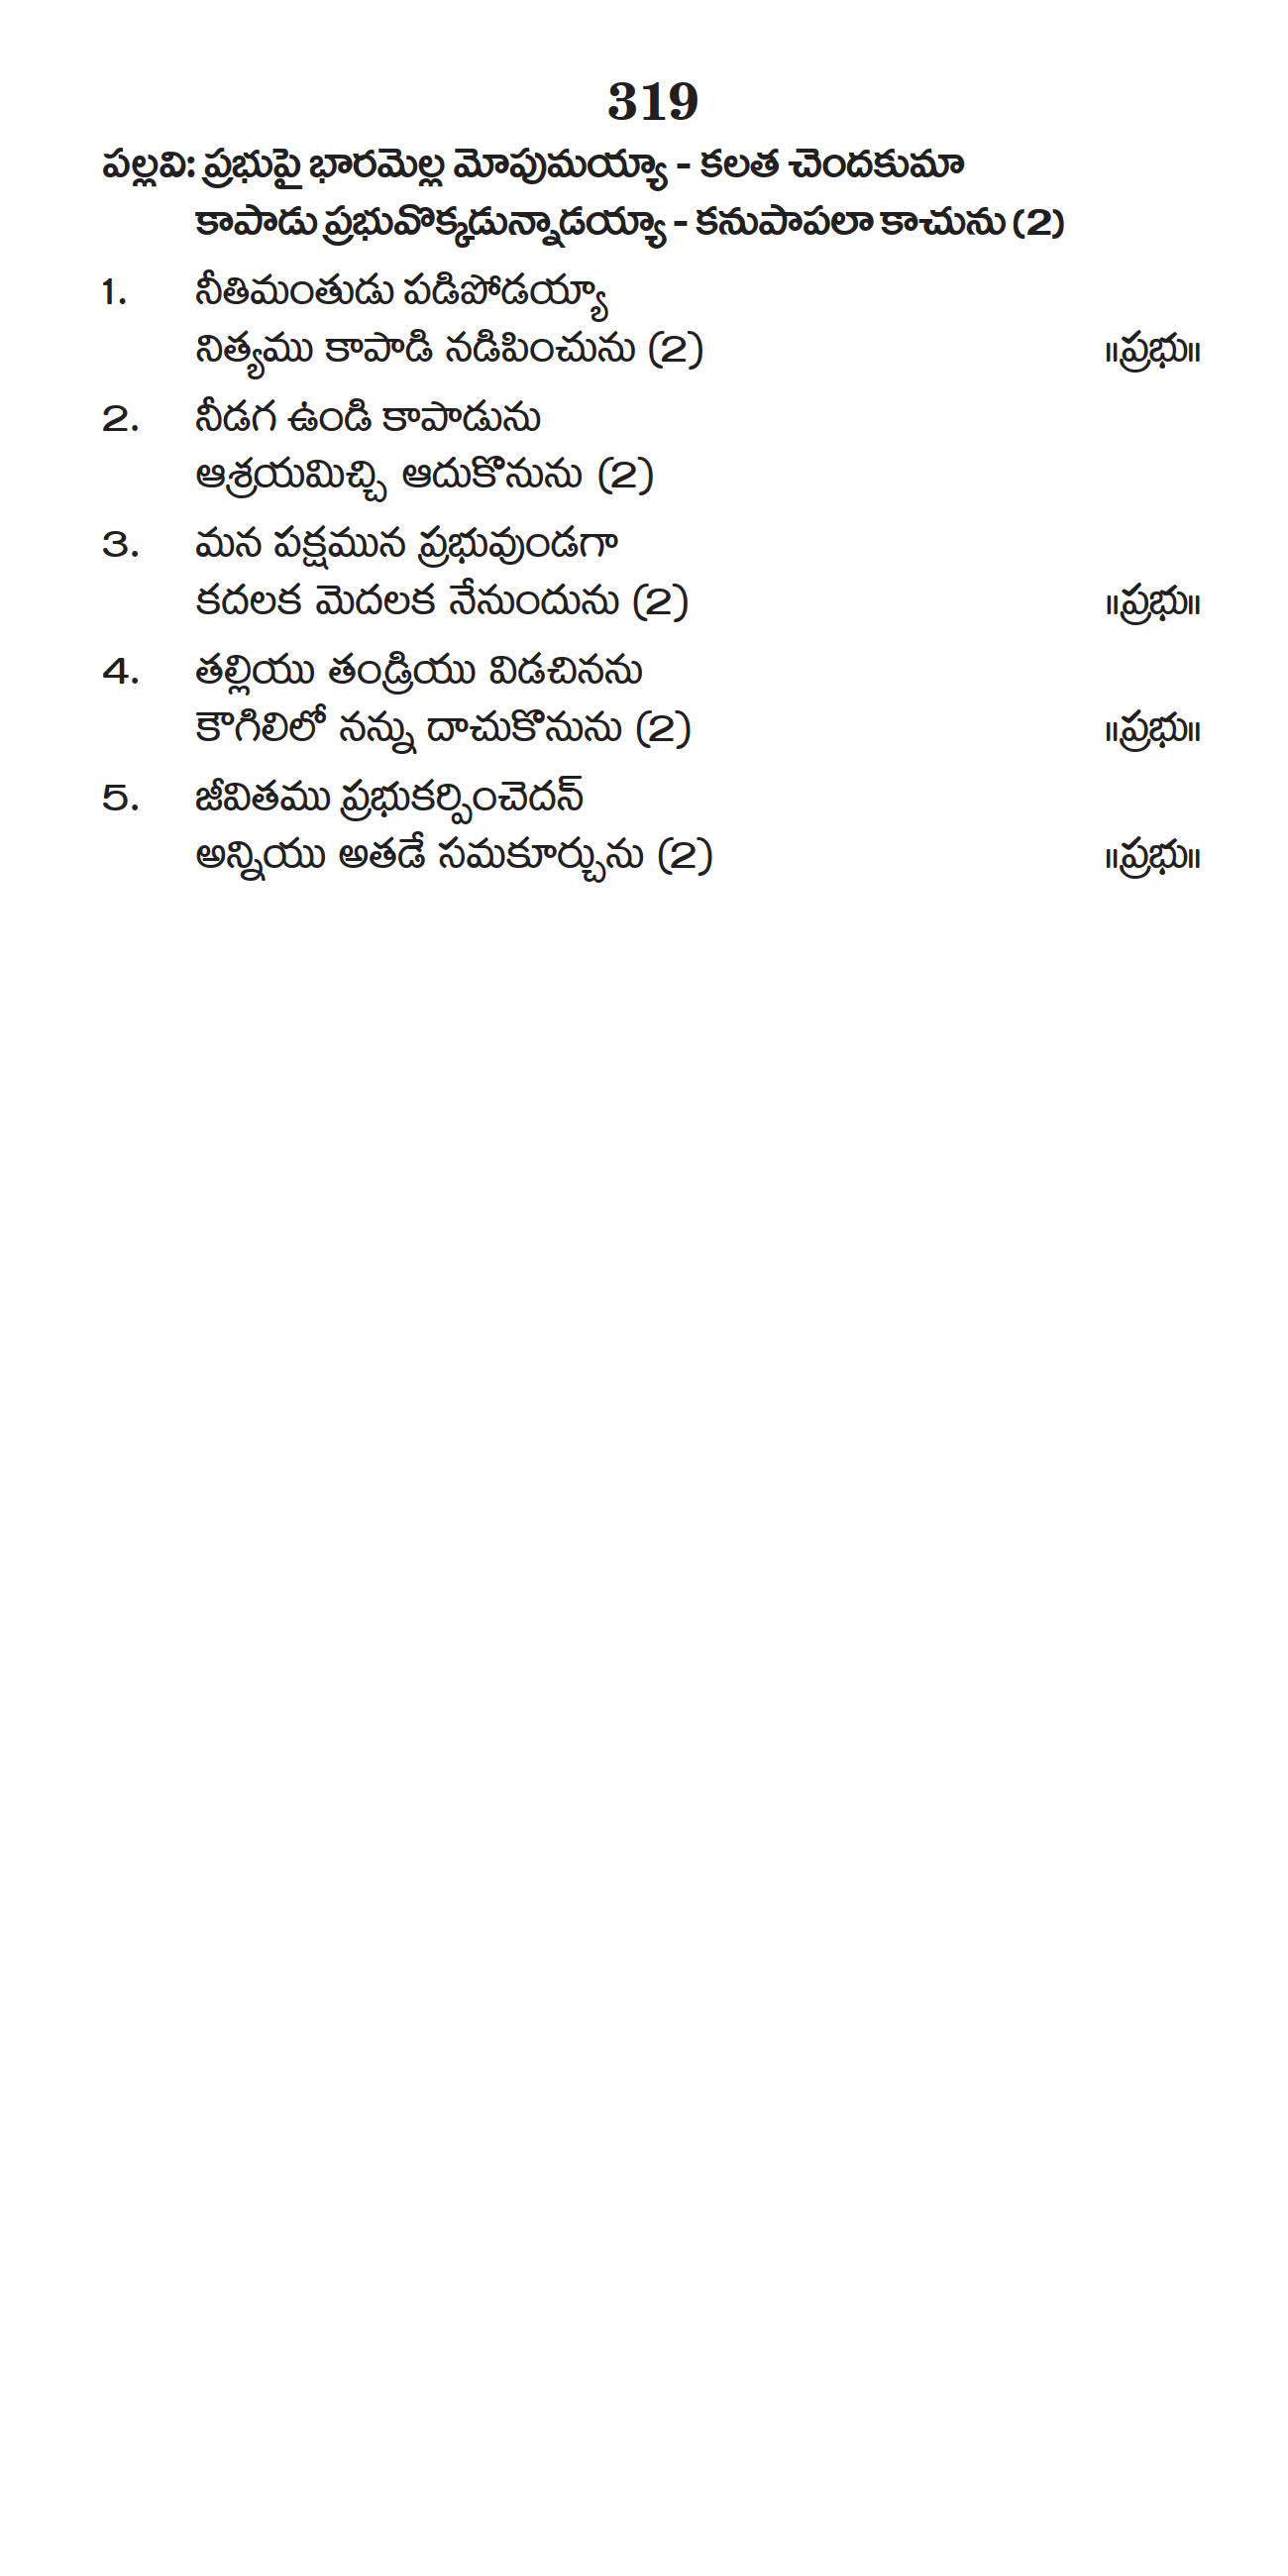 319
పల్లవి: ప్రభుపై భారమెల్ల మోపుమయ్యా - కలత చెందకుమా
కాపాడు ప్రభువొక్కడున్నాడయ్యా - కనుపాపలా కాచును (2)
1. నీతిమంతుడు పడిపోడయ్యా
నిత్యము కాపాడి నడిపించును (2) ॥ప్రభు॥
2. నీడగ ఉండి కాపాడును
ఆశ్రయమిచ్చి ఆదుకొనును (2)
3. మన పక్షమున ప్రభువుండగా
కదలక మెదలక నేనుందును (2) ॥ప్రభు॥
4. తల్లియు తండ్రియు విడచినను
కౌగిలిలో నన్ను దాచుకొనును (2) ॥ప్రభు॥
5. జీవితము ప్రభుకర్పించెదన్
అన్నియు అతడే సమకూర్చును (2) ॥ప్రభు॥